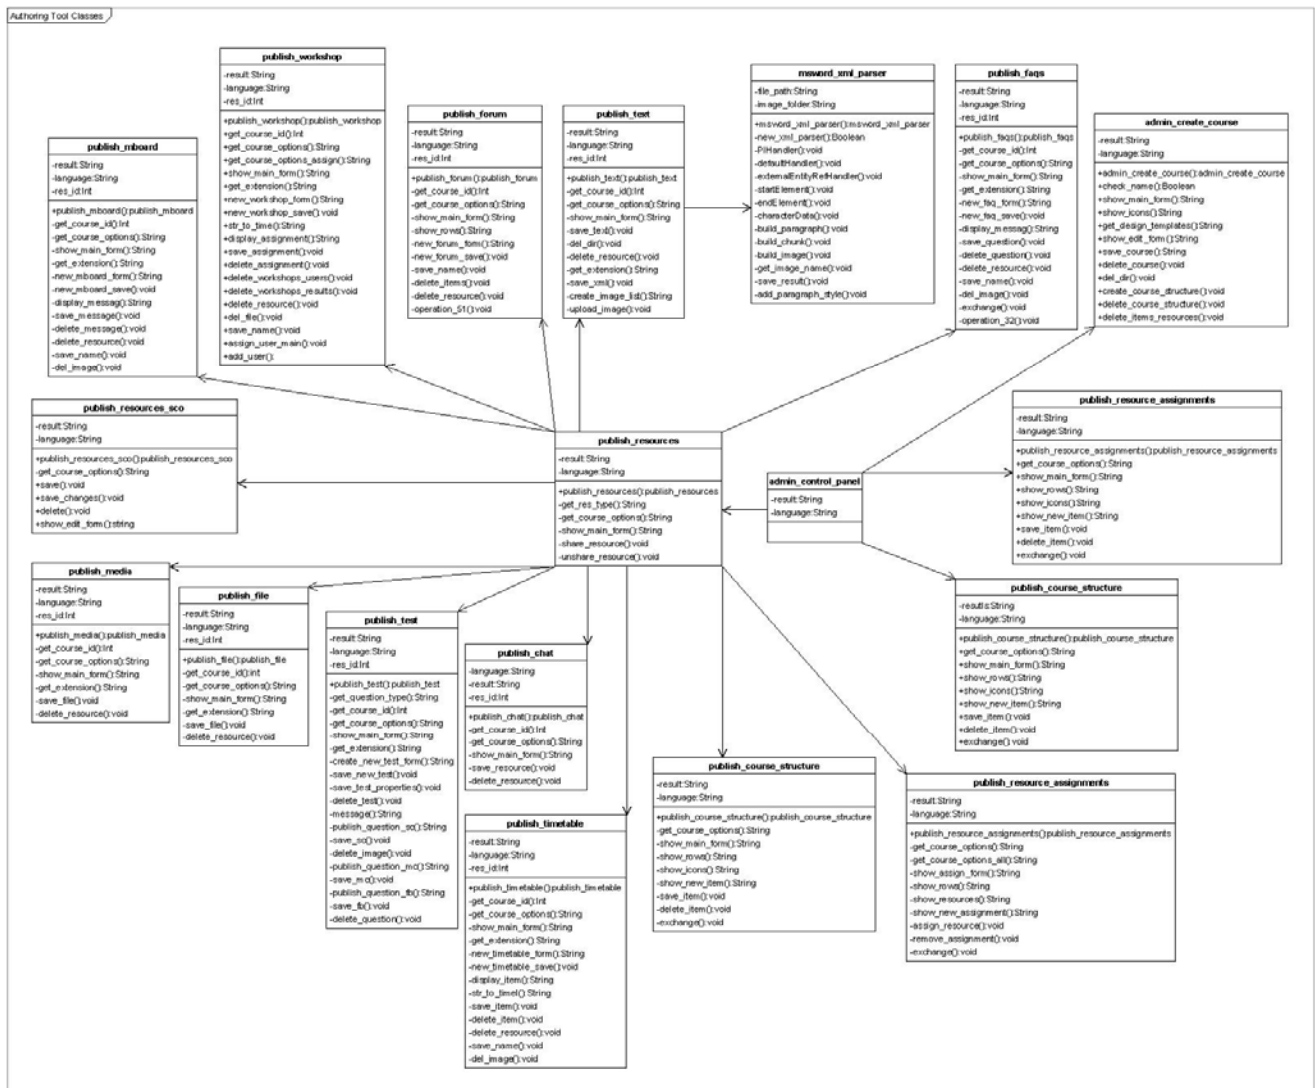 Authoring Tool Classes
publish_workshop
-result:String
-language:String
-res_id:Int
+publish_workshop():publish_workshop
+get_course_id():Int
+get_course_options():String
+get_course_options_assign():String
+show_main_form():String
+get_extension():String
+new_workshop_form():String
+new_workshop_save():void
+str_to_time():String
+display_assignment():String
+save_assignment():void
+delete_assignment():void
+delete_workshops_users():void
+delete_workshops_results():void
+delete_resource():void
+del_file():void
+save_name():void
+assign_user_main():void
+add_user():
msword_xml_parser
-file_path:String
-image_folder:String
+msword_xml_parser():msword_xml_parser
-new_xml_parser():Boolean
-PIHandler():void
-defaultHandler():void
-externalEntityRefHandler():void
-startElement():void
-endElement():void
-characterData():void
-build_paragraph():void
-build_chunk():void
-build_image():void
-get_image_name():void
-save_result():void
-add_paragraph_style():void
publish_faqs
-result:String
-language:String
-res_id:Int
+publish_faqs():publish_faqs
-get_course_id():Int
-get_course_options():String
-show_main_form():String
-get_extension():String
-new_faq_form():String
-new_faq_save():void
-display_messag():String
-save_question():void
-delete_question():void
-delete_resource():void
-save_name():void
-del_image():void
-exchange():void
-operation_32():void
publish_forum
-result:String
-language:String
-res_id:Int
+publish_forum():publish_forum
-get_course_id():Int
-get_course_options():String
-show_main_form():String
-show_rows():String
-new_forum_form():String
-new_forum_save():void
-save_name():void
-delete_items():void
-delete_resource():void
-operation_51():void
publish_text
-result:String
-language:String
-res_id:Int
+publish_text():publish_text
-get_course_id():Int
-get_course_options():String
-show_main_form():String
-save_text():void
-del_dir():void
-delete_resource():void
-get_extension():String
-save_xml():void
-create_image_list():String
-upload_image():void
admin_create_course
-result:String
-language:String
+admin_create_course():admin_create_course
+check_name():Boolean
+show_main_form():String
+show_icons():String
+get_design_templates():String
+show_edit_form():String
+save_course():String
+delete_course():void
+del_dir():void
+create_course_structure():void
+delete_course_structure():void
+delete_items_resources():void
publish_mboard
-result:String
-language:String
-res_id:Int
+publish_mboard():publish_mboard
-get_course_id():Int
-get_course_options():String
-show_main_form():String
-get_extension():String
-new_mboard_form():String
-new_mboard_save():void
-display_messag():String
-save_message():void
-delete_message():void
-delete_resource():void
-save_name():void
-del_image():void
publish_resources_sco
-result:String
-language:String
+publish_resources_sco():publish_resources_sco
-get_course_options():String
+save():void
+save_changes():void
+delete():void
+show_edit_form():string
publish_resources
-result:String
-language:String
+publish_resources():publish_resources
-get_res_type():String
-get_course_options():String
-show_main_form():String
-share_resource():void
-unshare_resource():void
admin_control_panel
-result:String
-language:String
publish_resource_assignments
-result:String
-language:String
+publish_resource_assignments():publish_resource_assignments
+get_course_options():String
+show_main_form():String
+show_rows():String
+show_icons():String
+show_new_item():String
+save_item():void
+delete_item():void
+exchange():void
publish_media
-result:String
-language:String
-res_id:Int
+publish_media():publish_media
-get_course_id():Int
-get_course_options():String
-show_main_form():String
-get_extension():String
-save_file():void
-delete_resource():void
publish_file
-result:String
-language:String
-res_id:Int
+publish_file():publish_file
-get_course_id():int
-get_course_options():String
-show_main_form():String
-get_extension():String
-save_file():void
-delete_resource():void
publish_test
-result:String
-language:String
-res_id:Int
+publish_test():publish_test
-get_question_type():String
-get_course_id():Int
-get_course_options():String
-show_main_form():String
-get_extension():String
-create_new_test_form():String
-save_new_test():void
-save_test_properties():void
-delete_test():void
-message():String
-publish_question_sc():String
-save_sc():void
-delete_image():void
-publish_question_mc():String
-save_mc():void
-publish_question_fb():String
-save_fb():void
-delete_question():void
publish_chat
-language:String
-result:String
-res_id:Int
+publish_chat():publish_chat
-get_course_id():Int
-get_course_options():String
-show_main_form():String
-save_resource():void
-delete_resource():void
publish_course_structure
-resutls:String
-language:String
+publish_course_structure():publish_course_structure
+get_course_options():String
+show_main_form():String
+show_rows():String
+show_icons():String
+show_new_item():String
+save_item():void
+delete_item():void
+exchange():void
publish_course_structure
-result:String
-language:String
+publish_course_structure():publish_course_structure
-get_course_options():String
-show_main_form():String
-show_rows():String
-show_icons():String
-show_new_item():String
-save_item():void
-delete_item():void
-exchange():void
publish_resource_assignments
-result:String
-language:String
+publish_resource_assignments():publish_resource_assignments
-get_course_options():String
-get_course_options_all():String
-show_assign_form():String
-show_rows():String
-show_resources():String
-show_new_assignment():String
-assign_resource():void
-remove_assignment():void
-exchange():void
publish_timetable
-result:String
-language:String
-res_id:Int
+publish_timetable():publish_timetable
-get_course_id():Int
-get_course_options():String
-show_main_form():String
-get_extension():String
-new_timetable_form():String
-new_timetable_save():void
-display_item():String
-str_to_timel():String
-save_item():void
-delete_item():void
-delete_resource():void
-save_name():void
-del_image():void